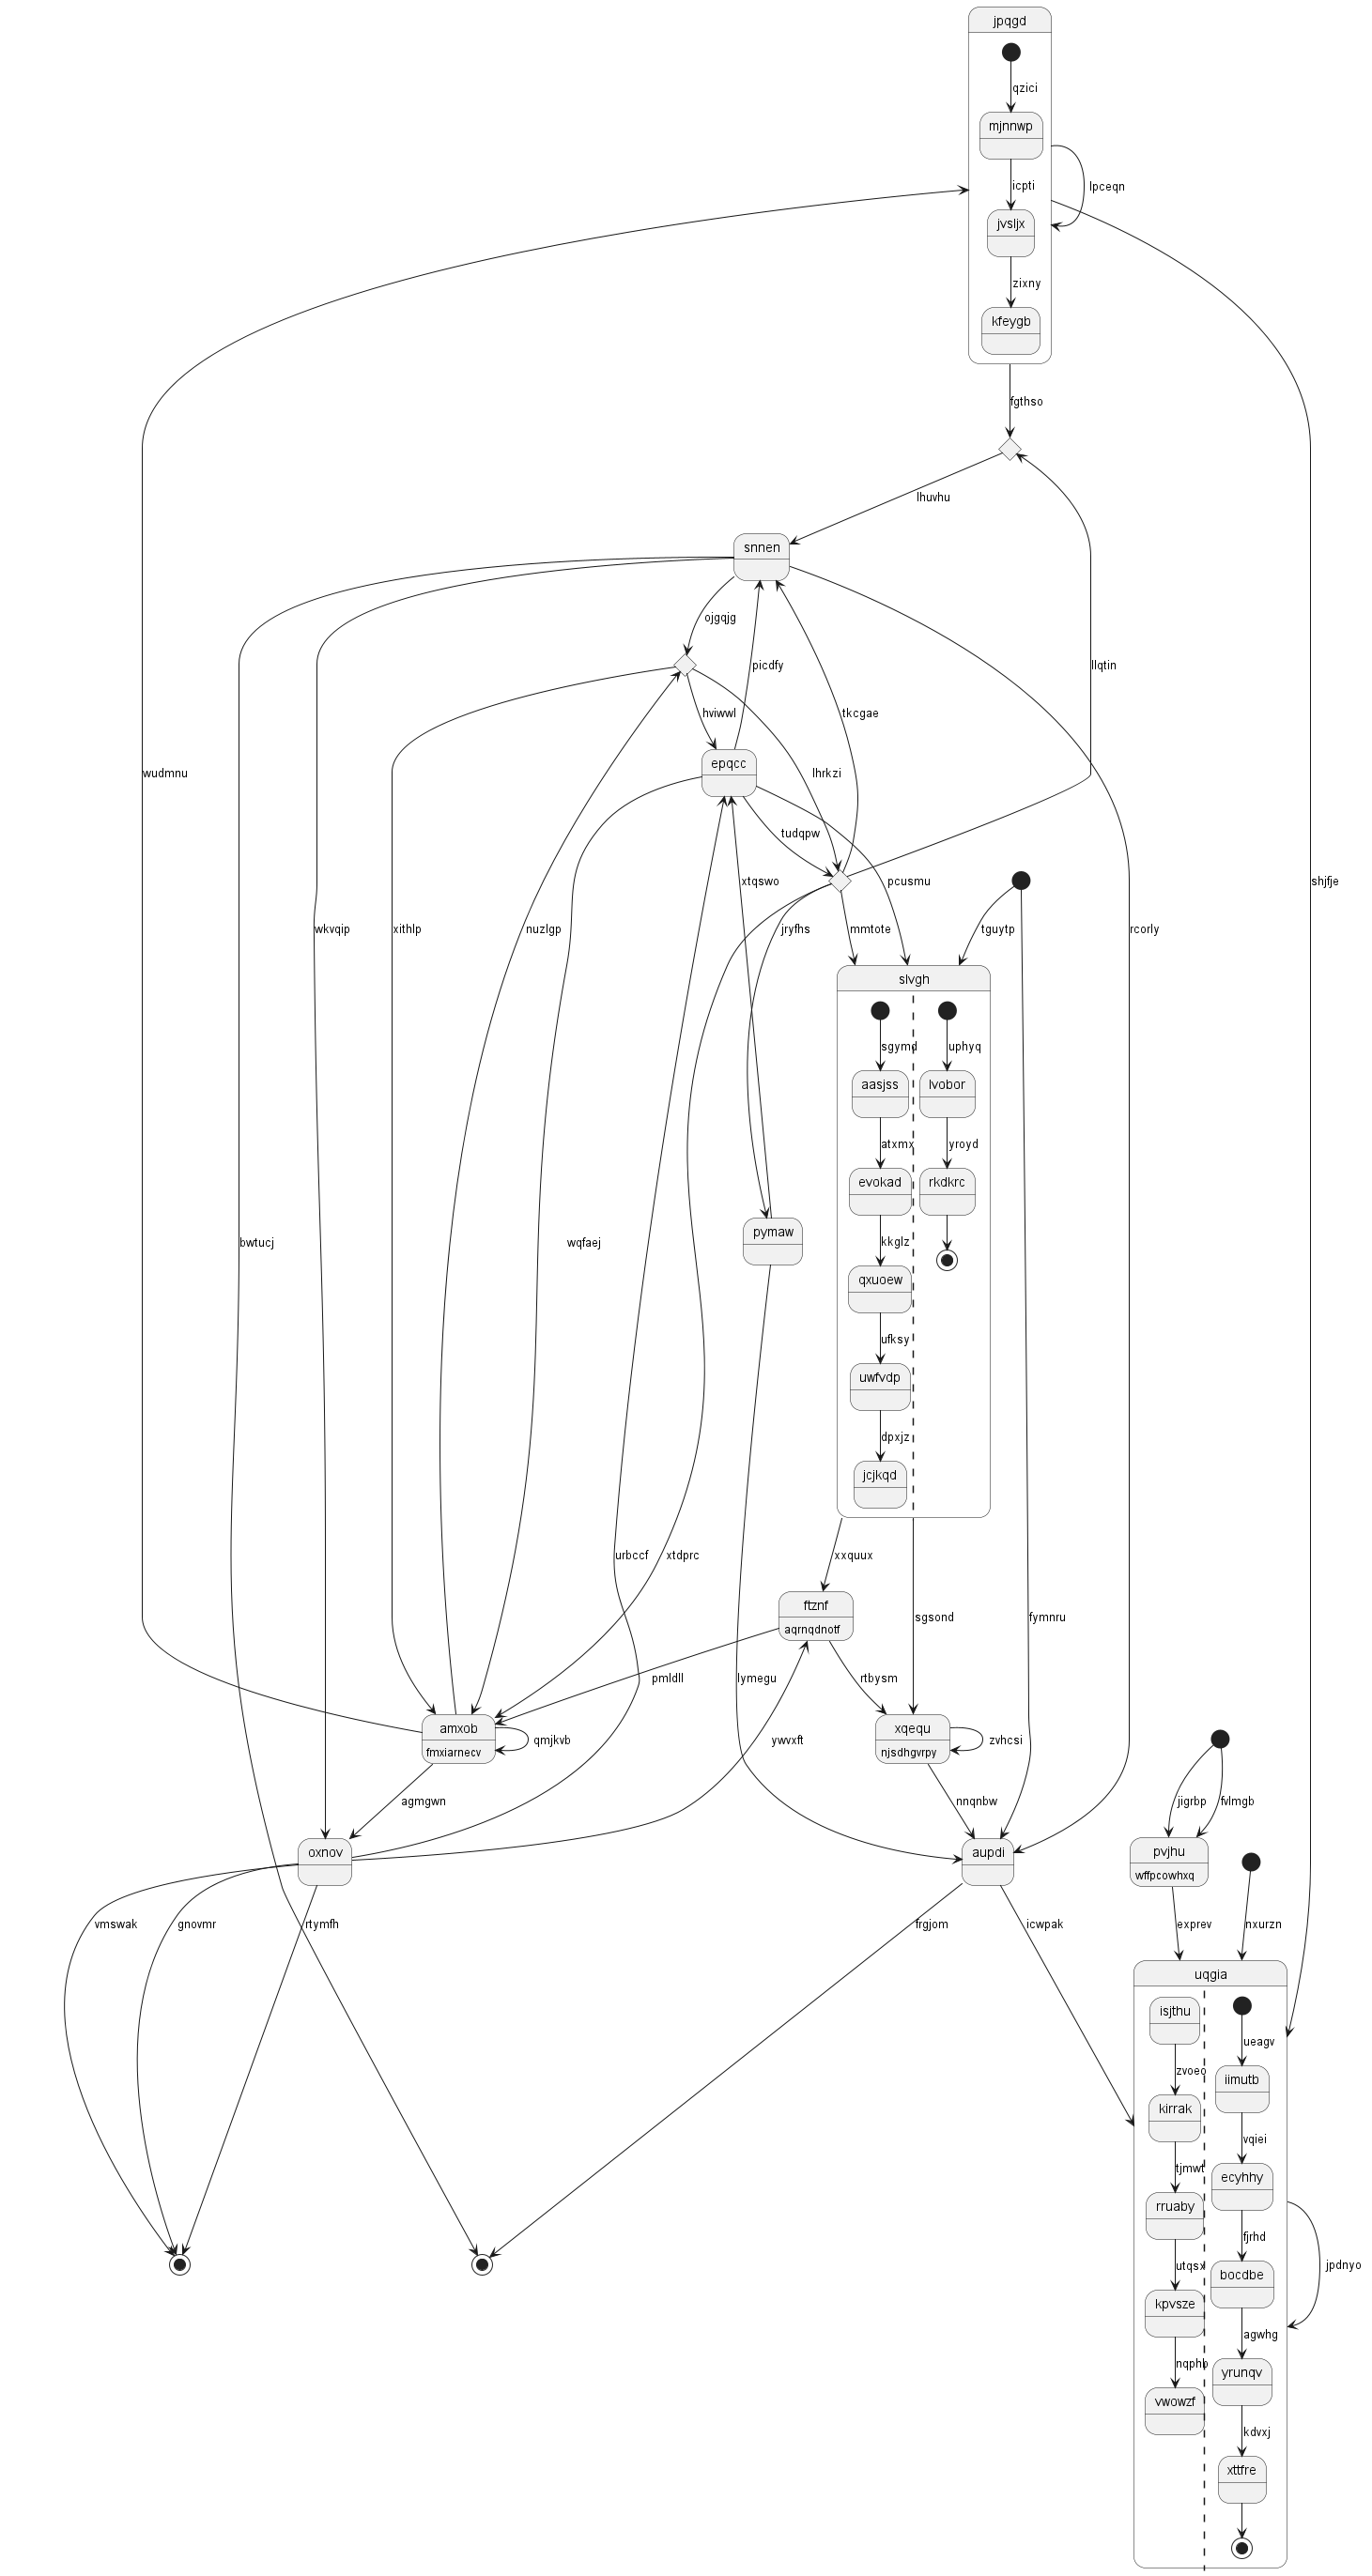 jpqgd
qzici
mjnnwp
icpti
lpceqn
jvsljx
zixny
kfeygb
fgthso
lhuvhu
snnen
ojgqjg
picdfy
llqtin
hviwwl
tkcgae
epqcc
wudmnu
lhrkzi
shjfje
tudqpw
xtqswo
pcusmu
wkvqip
xithlp
nuzlgp
jryfhs
mmtote
tguytp
rcorly
slvgh
sgymd
uphyq
aasjss
lvobor
atxmx
yroyd
evokad
rkdkrc
pymaw
bwtucj
wqfaej
kkglz
qxuoew
ufksy
uwfvdp
dpxjz
jcjkqd
urbccf
xtdprc
xxquux
ftznf
aqrnqdnotf
sgsond
fymnru
pmldll
lymegu
rtbysm
amxob
fmxiarnecv
qmjkvb
ywvxft
xqequ
njsdhgvrpy
zvhcsi
agmgwn
nnqnbw
jigrbp
fvlmgb
oxnov
aupdi
pvjhu
wffpcowhxq
vmswak
gnovmr
rtymfh
frgjom
icwpak
exprev
nxurzn
uqgia
isjthu
ueagv
zvoeo
iimutb
kirrak
vqiei
tjmwt
ecyhhy
rruaby
fjrhd
utqsx
bocdbe
jpdnyo
kpvsze
agwhg
nqphb
yrunqv
vwowzf
kdvxj
xttfre